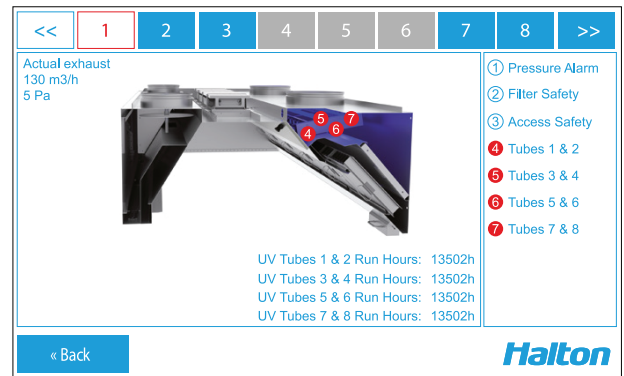 << 1 2 3 4 5 6 7 8 >>
Actual exhaust
130 m3/h
5 Pa
5 7
4 6
1 Pressure Alarm
2 Filter Safety
3 Access Safety
4 Tubes 1 & 2
5 Tubes 3 & 4
6 Tubes 5 & 6
7 Tubes 7 & 8
UV Tubes 1 & 2 Run Hours: 13502h
UV Tubes 3 & 4 Run Hours: 13502h
UV Tubes 5 & 6 Run Hours: 13502h
UV Tubes 7 & 8 Run Hours: 13502h
« Back
Halton